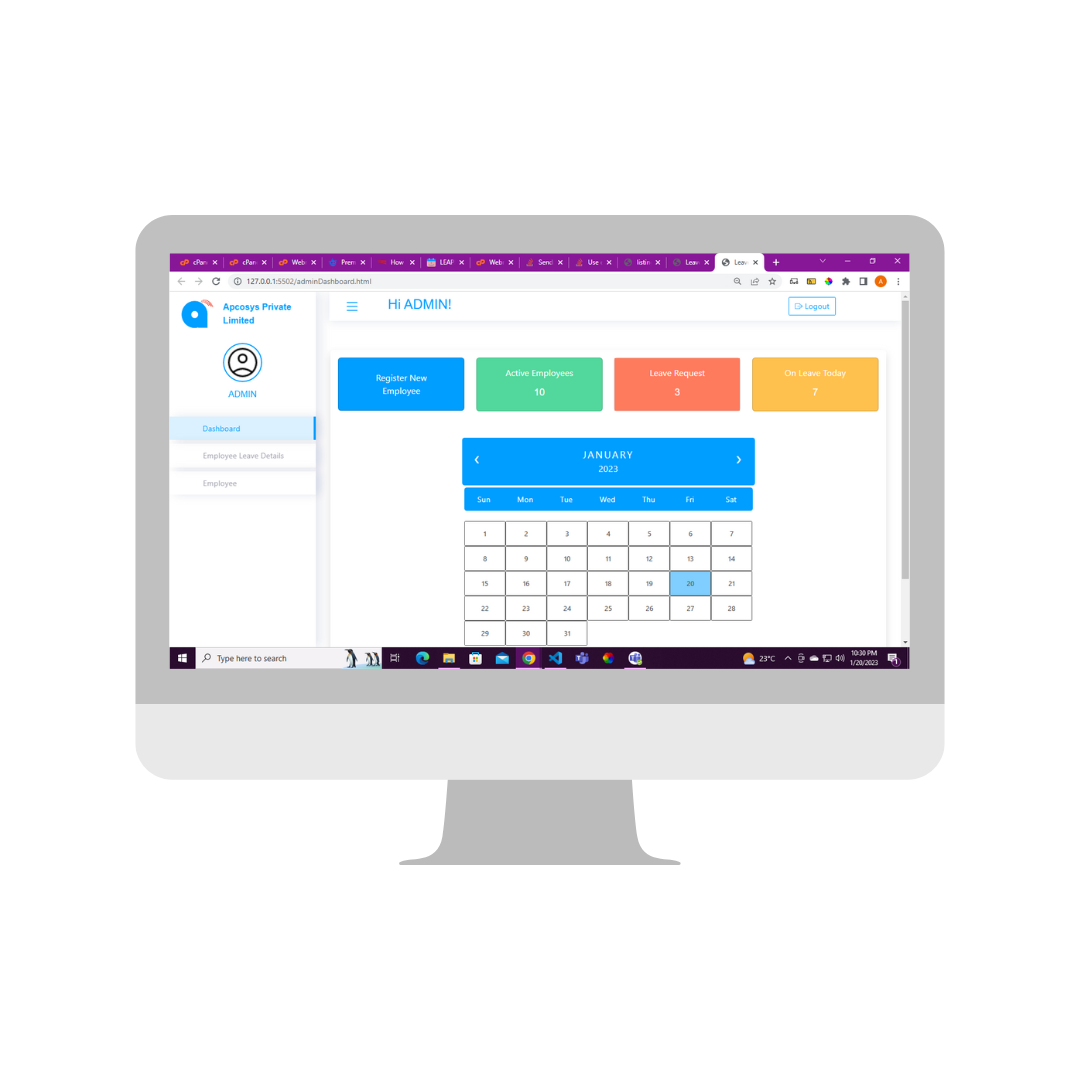 cPan cPan Web Prem How LEAF Web Send Use listin Leav Leav
127.0.0.1:5502/adminDashboard.html
A
Apcosys Private
Limited
Hi ADMIN!
Logout
ADMIN
Register New
Employee
Active Employees
10
Leave Request
3
On Leave Today
7
Dashboard
Employee Leave Details
Employee
JANUARY
2023
Sun Mon Tue Wed Thu Fri Sat
1 2 3 4 5 6 7
8 9 10 11 12 13 14
15 16 17 18 19 20 21
22 23 24 25 26 27 28
29 30 31
Type here to search
23°C
10:30 PM
1/20/2023
1